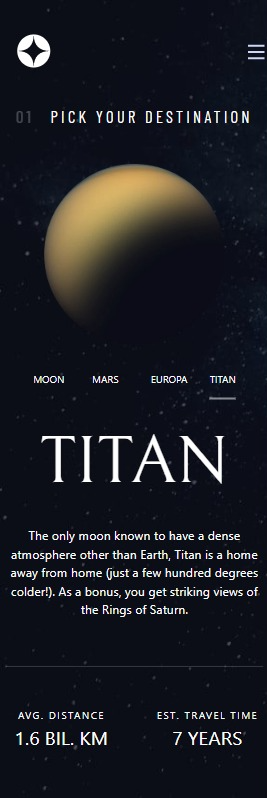 01 PICK YOUR DESTINATION
MOON MARS EUROPA TITAN
TITAN
The only moon known to have a dense
atmosphere other than Earth, Titan is a home
away from home (just a few hundred degrees
colder!). As a bonus, you get striking views of
the Rings of Saturn.
AVG. DISTANCE EST. TRAVEL TIME
1.6 BIL. KM 7 YEARS